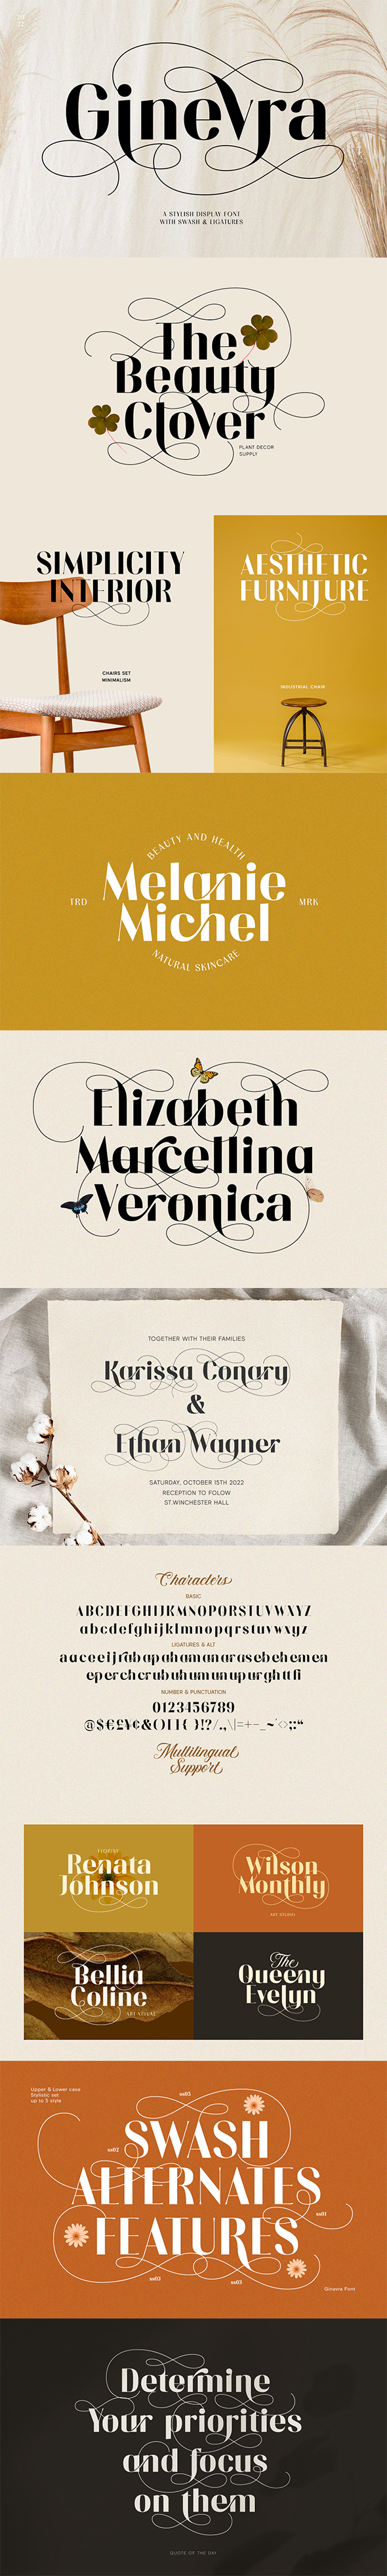 20
22
Ginevra
A STYLISH DISPLAY FONT
WITH SWASH & LIGATURES
The
Beauty
Clover
PLANT DECOR
SUPPLY
SIMPLICITY
INTERIOR
CHAIRS SET
MINIMALISM
AESTHETIC
FURNITURE
INDUSTRIAL CHAIR
BEAUTY AND HEALTH
TRD
Melanie
Michel
MRK
NATURAL SKINCARE
Elizabeth
Marcellina
Veronica
TOGETHER WITH THEIR FAMILIES
Karissa Conary
&
Ethan Wagner
SATURDAY, OCTOBER 15TH 2022
RECEPTION TO FOLOW
ST.WINCHESTER HALL
Characters
BASIC
ABCDEFGHIJKMNOPQRSTUVWXYZ
abcdefghijklmnopqrstuvwxyz
LIGATURES & ALT
NUMBER & PUNCTUATION
0123456789
Multilingual
Support
FLORIST
Renata
Johnson
Wilson
Monthly
Bellia
Coline
The
Queeny
Evelyn
Upper & Lower case
Stylistic set
up to 5 style
ss05
SWASH
ss02
ALTERNATES
ss01
FEATURES
ss03
ss03
Ginevra Font
Determine
Your priorities
and focus
on them
QUOTE OF THE DAY